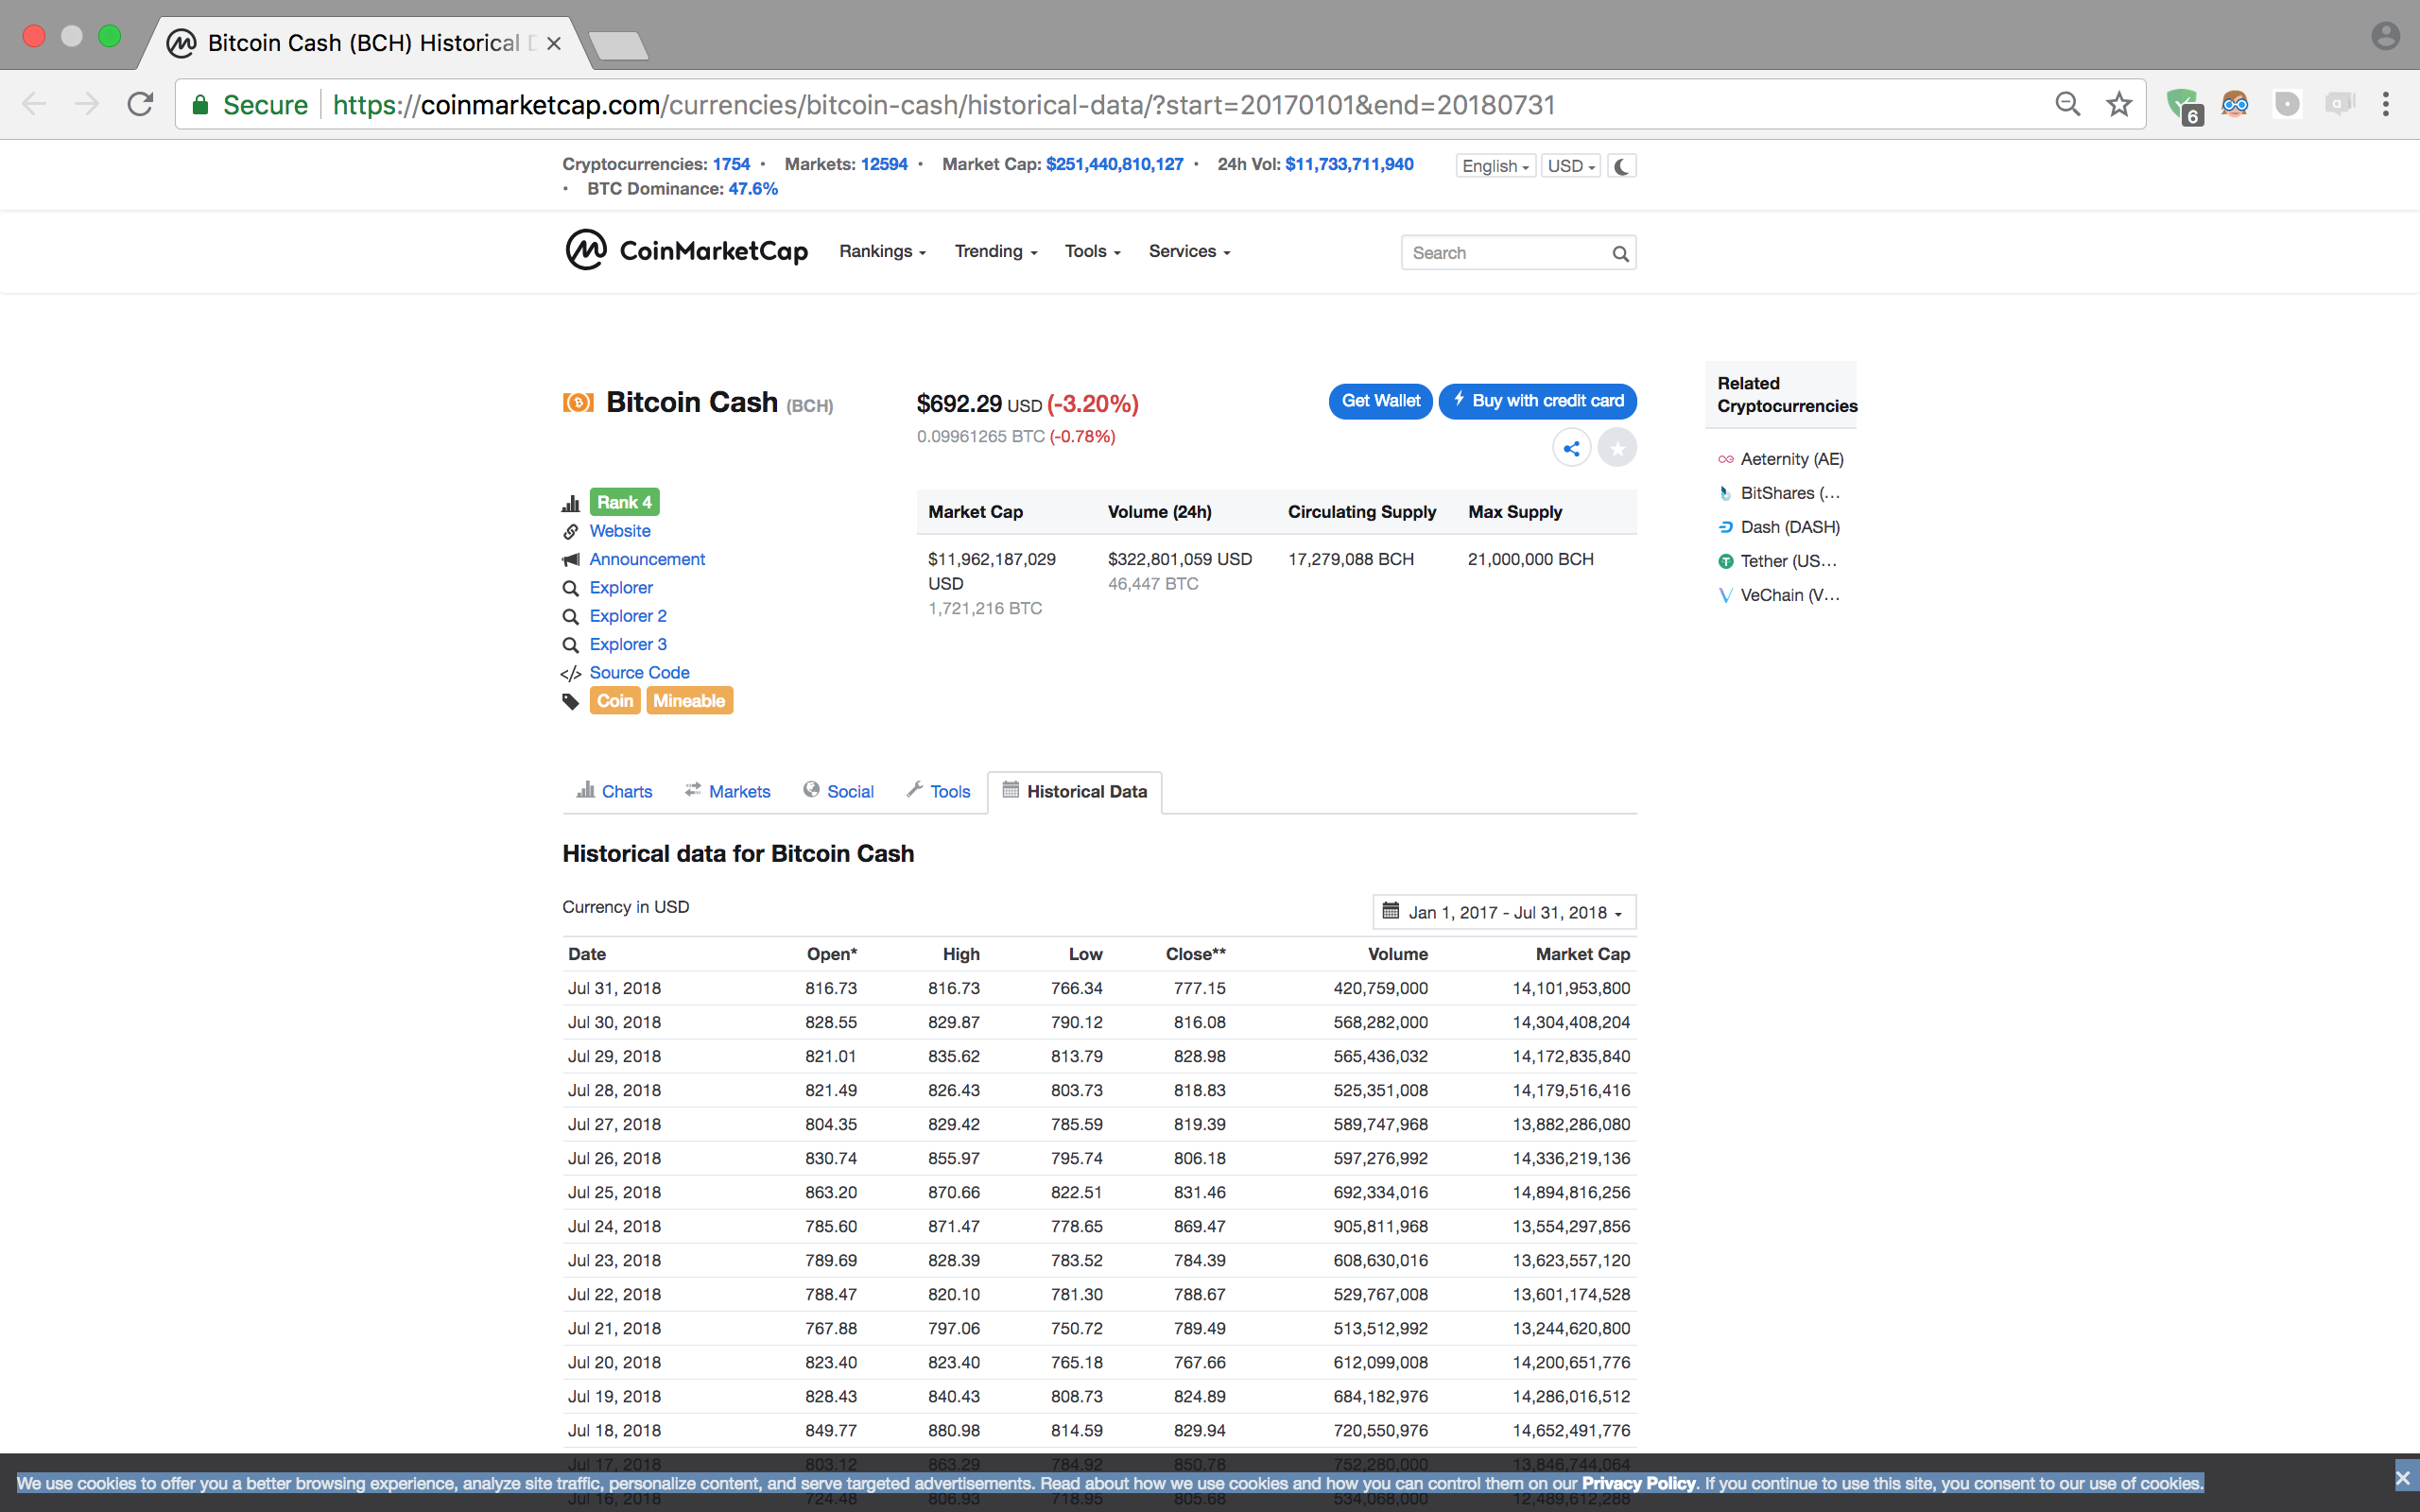 Bitcoin Cash (BCH) Historical
Secure https://coinmarketcap.com/currencies/bitcoin-cash/historical-data/?start=20170101&end=20180731 6
Cryptocurrencies: 1754 • Markets: 12594 • Market Cap: $251,440,810,127 • 24h Vol: $11,733,711,940 English USD
• BTC Dominance: 47.6%
CoinMarketCap Rankings Trending Tools Services Search
Bitcoin Cash (BCH) $692.29 USD (-3.20%) Get Wallet Buy with credit card
0.09961265 BTC (-0.78%)
Related
Cryptocurrencies
Aeternity (AE)
BitShares (...
Dash (DASH)
Tether (US...
VeChain (V...
Rank 4
Website
Announcement
Explorer
Explorer 2
Explorer 3
Source Code
Coin Mineable
Market Cap Volume (24h) Circulating Supply Max Supply
$11,962,187,029 $322,801,059 USD 17,279,088 BCH 21,000,000 BCH
USD 46,447 BTC
1,721,216 BTC
Charts Markets Social Tools Historical Data
Historical data for Bitcoin Cash
Currency in USD Jan 1, 2017 - Jul 31, 2018
Date Open* High Low Close** Volume Market Cap
Jul 31, 2018 816.73 816.73 766.34 777.15 420,759,000 14,101,953,800
Jul 30, 2018 828.55 829.87 790.12 816.08 568,282,000 14,304,408,204
Jul 29, 2018 821.01 835.62 813.79 828.98 565,436,032 14,172,835,840
Jul 28, 2018 821.49 826.43 803.73 818.83 525,351,008 14,179,516,416
Jul 27, 2018 804.35 829.42 785.59 819.39 589,747,968 13,882,286,080
Jul 26, 2018 830.74 855.97 795.74 806.18 597,276,992 14,336,219,136
Jul 25, 2018 863.20 870.66 822.51 831.46 692,334,016 14,894,816,256
Jul 24, 2018 785.60 871.47 778.65 869.47 905,811,968 13,554,297,856
Jul 23, 2018 789.69 828.39 783.52 784.39 608,630,016 13,623,557,120
Jul 22, 2018 788.47 820.10 781.30 788.67 529,767,008 13,601,174,528
Jul 21, 2018 767.88 797.06 750.72 789.49 513,512,992 13,244,620,800
Jul 20, 2018 823.40 823.40 765.18 767.66 612,099,008 14,200,651,776
Jul 19, 2018 828.43 840.43 808.73 824.89 684,182,976 14,286,016,512
Jul 18, 2018 849.77 880.98 814.59 829.94 720,550,976 14,652,491,776
Jul 17, 2018 803.12 863.29 784.92 850.78 752,280,000 13,846,744,064
We use cookies to offer you a better browsing experience, analyze site traffic, personalize content, and serve targeted advertisements. Read about how we use cookies and how you can control them on our Privacy Policy. If you continue to use this site, you consent to our use of cookies.
Jul 16, 2018 724.48 806.93 718.95 805.68 534,068,000 12,489,612,288